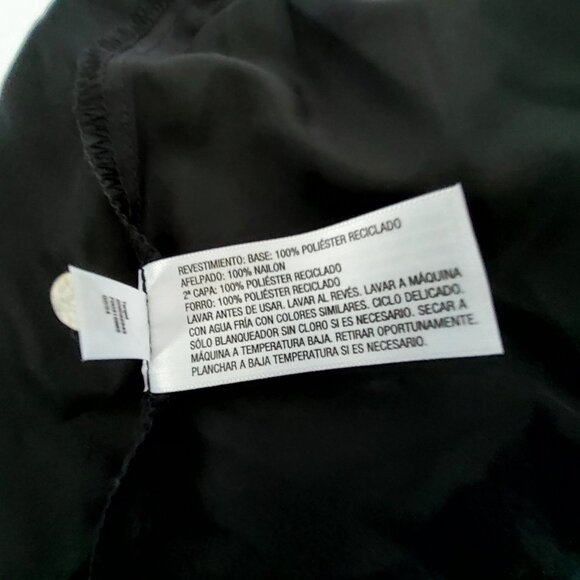 REVESTIMIENTO: BASE: 100% POLIÉSTER RECICLADO
AFELPADO: 100% NAILON
2ª CAPA: 100% POLIÉSTER RECICLADO
FORRO: 100% POLIÉSTER RECICLADO
LAVAR ANTES DE USAR. LAVAR AL REVÉS. LAVAR A MÁQUINA
CON AGUA FRÍA CON COLORES SIMILARES. CICLO DELICADO.
SÓLO BLANQUEADOR SIN CLORO SI ES NECESARIO. SECAR A
MÁQUINA A TEMPERATURA BAJA. RETIRAR OPORTUNAMENTE.
PLANCHAR A BAJA TEMPERATURA SI ES NECESARIO.